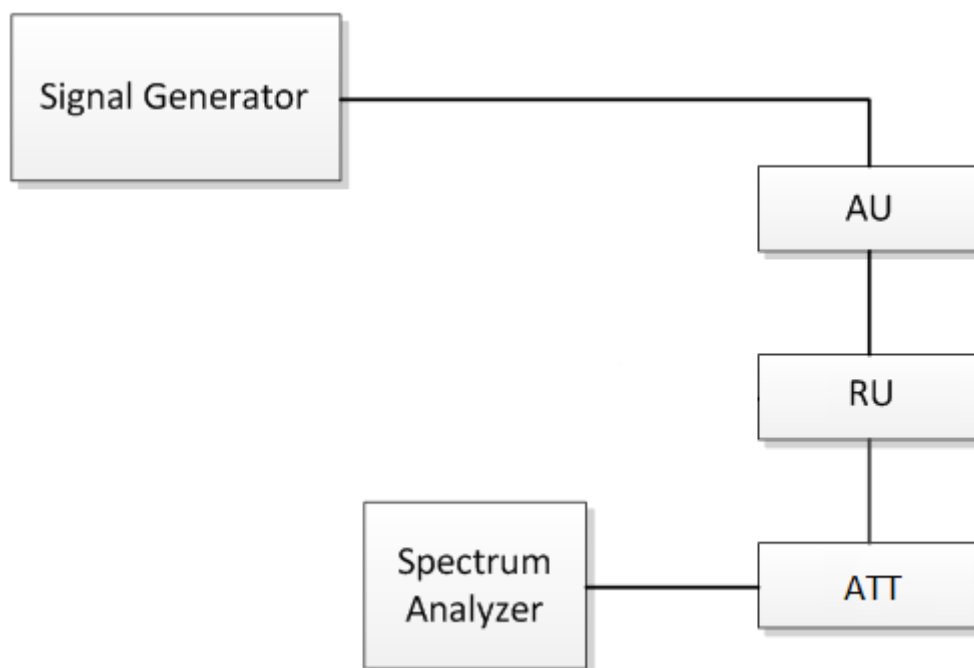 Signal Generator
AU
RU
Spectrum
Analyzer
ATT